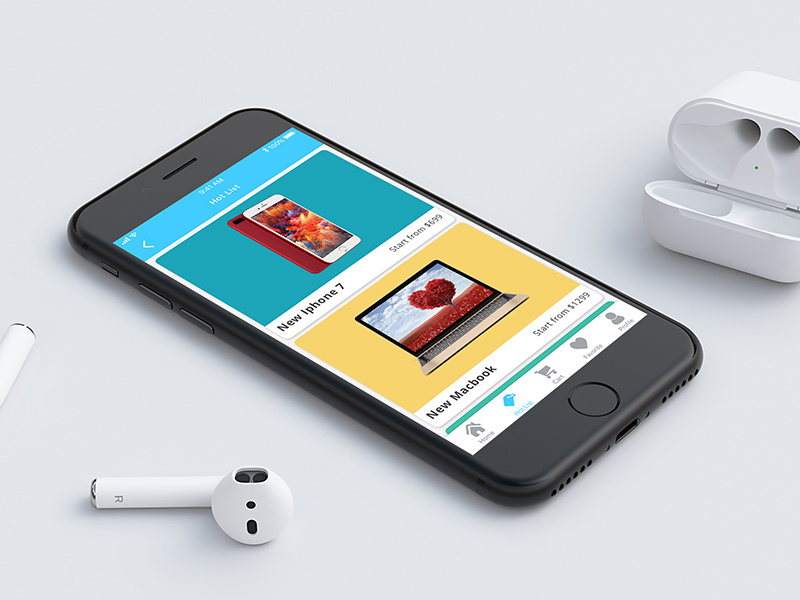 9:41 AM
100%
Hot List
New Iphone 7
Start from $699
New Macbook
Start from $1299
Home
Hot List
Cart
Favorite
Profile
R